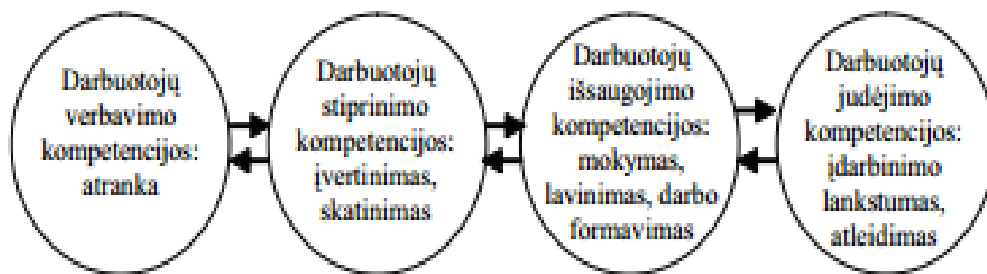 Darbuotojų
verbavimo
kompetencijos:
atranka
Darbuotojų
stiprinimo
kompetencijos:
įvertinimas,
skatinimas
Darbuotojų
išsaugojimo
kompetencijos:
mokymas,
lavinimas, darbo
formavimas
Darbuotojų
judėjimo
kompetencijos:
įdarbinimo
lankstumas,
atleidimas